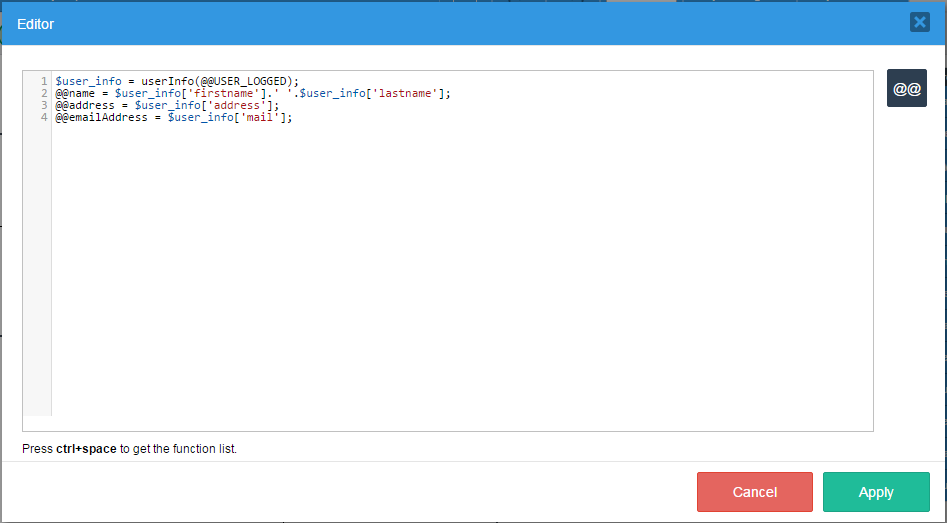 Editor
1 $user_info = userInfo(@@USER_LOGGED);
2 @@name = $user_info['firstname'].' '.$user_info['lastname'];
3 @@address = $user_info['address'];
4 @@emailAddress = $user_info['mail'];
@@
Press ctrl+space to get the function list.
Cancel
Apply